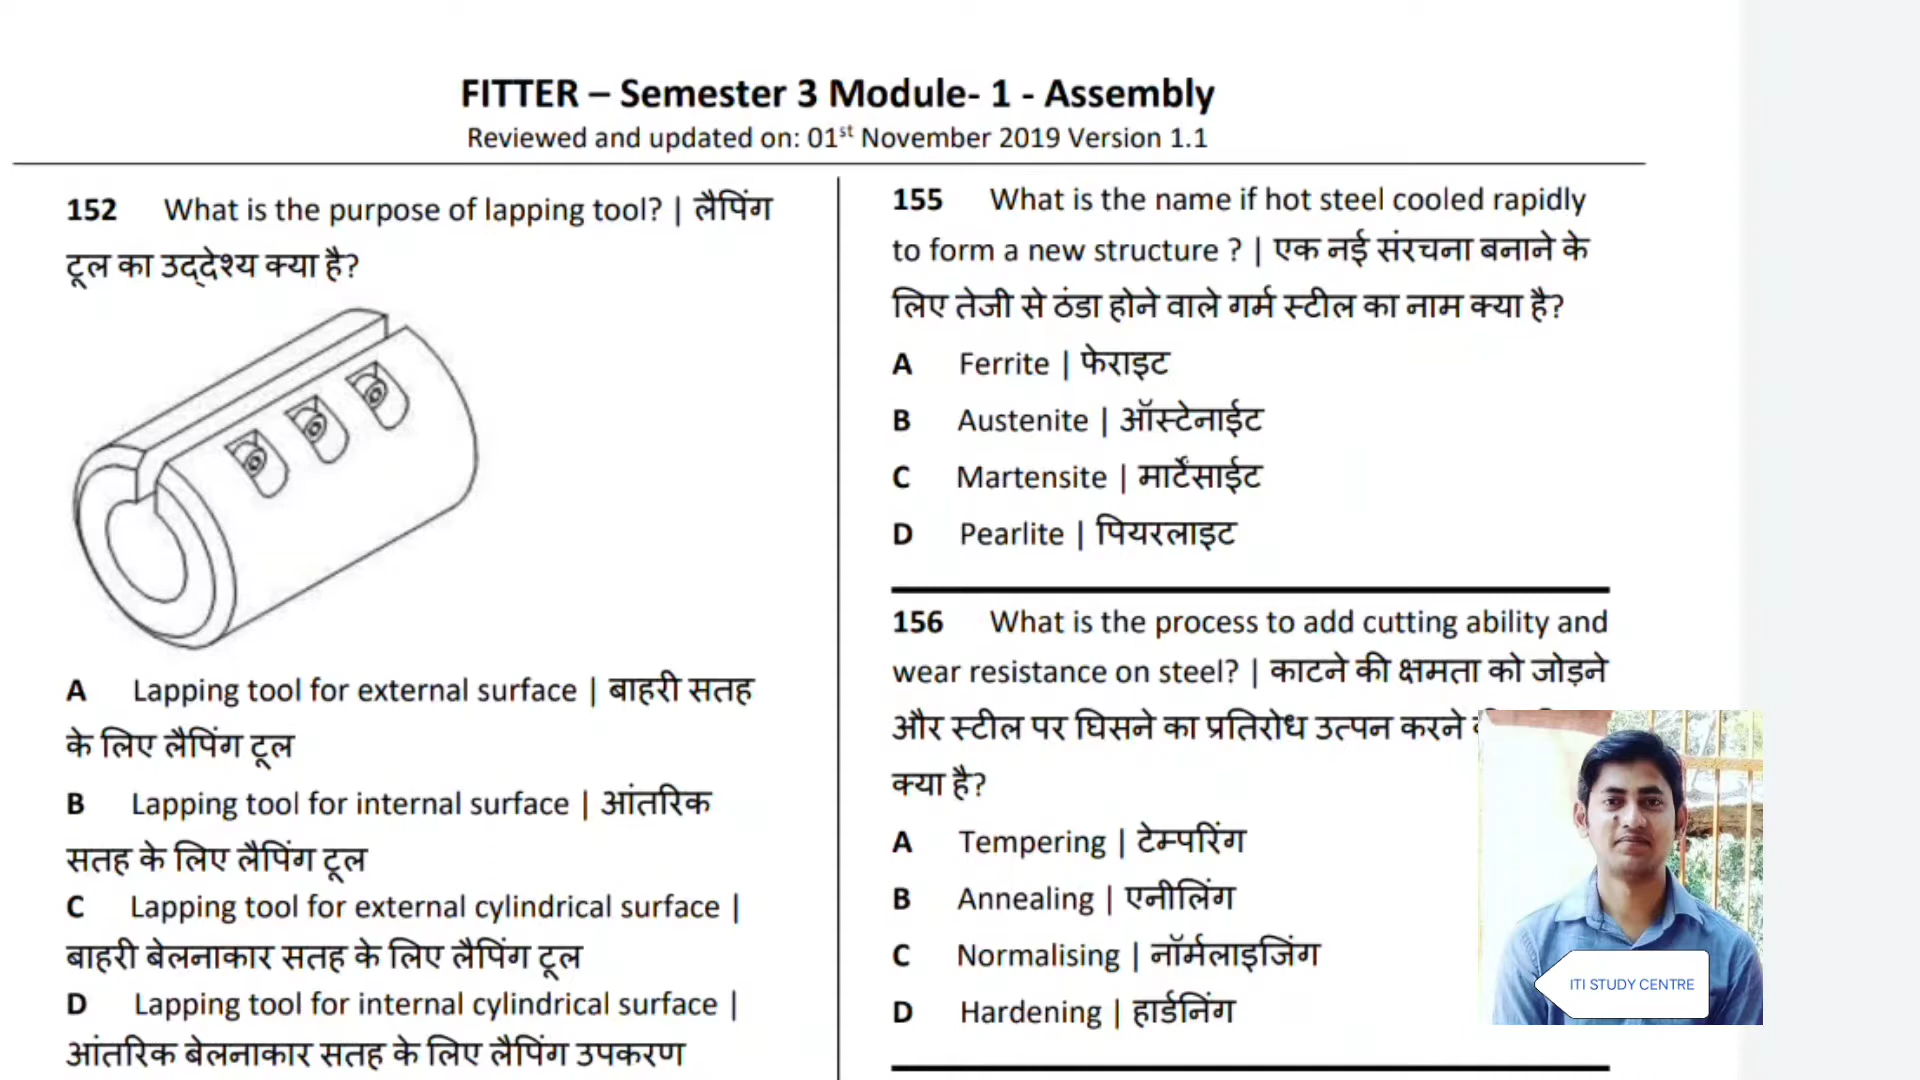 FITTER – Semester 3 Module- 1 - Assembly
Reviewed and updated on: 01st November 2019 Version 1.1
152 What is the purpose of lapping tool? | लैपिंग
टूल का उद्देश्य क्या है?
A Lapping tool for external surface | बाहरी सतह
के लिए लैपिंग टूल
B Lapping tool for internal surface | आंतरिक
सतह के लिए लैपिंग टूल
C Lapping tool for external cylindrical surface |
बाहरी बेलनाकार सतह के लिए लैपिंग टूल
D Lapping tool for internal cylindrical surface |
आंतरिक बेलनाकार सतह के लिए लैपिंग उपकरण
155 What is the name if hot steel cooled rapidly
to form a new structure ? | एक नई संरचना बनाने के
लिए तेजी से ठंडा होने वाले गर्म स्टील का नाम क्या है?
A Ferrite | फेराइट
B Austenite | ऑस्टेनाईट
C Martensite | मार्टेंसाईट
D Pearlite | पियरलाइट
156 What is the process to add cutting ability and
wear resistance on steel? | काटने की क्षमता को जोड़ने
और स्टील पर घिसने का प्रतिरोध उत्पन करने
क्या है?
A Tempering | टेम्परिंग
B Annealing | एनीलिंग
C Normalising | नॉर्मलाइजिंग
D Hardening | हार्डनिंग
ITI STUDY CENTRE